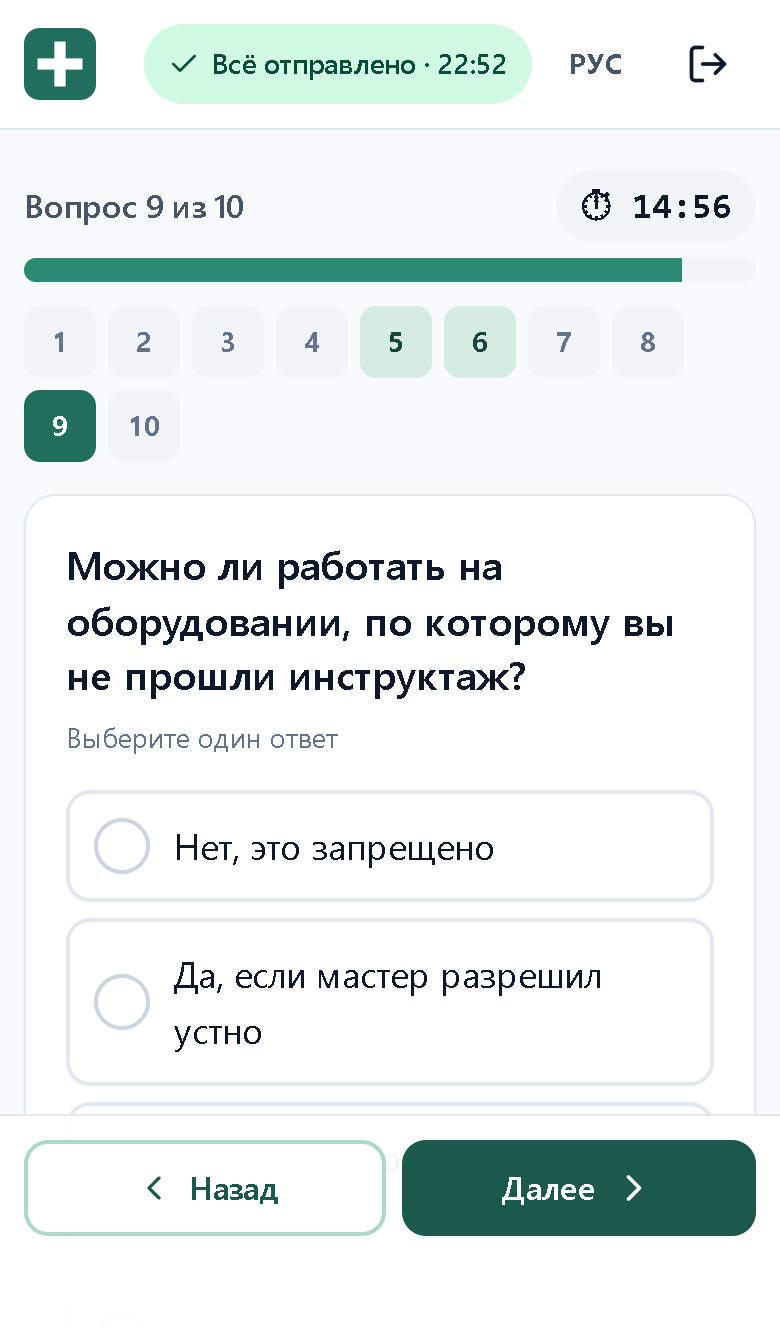 Всё отправлено · 22:52
РУС
Вопрос 9 из 10
14:56
1 2 3 4 5 6 7 8
9 10
Можно ли работать на
оборудовании, по которому вы
не прошли инструктаж?
Выберите один ответ
Нет, это запрещено
Да, если мастер разрешил
устно
Назад
Далее